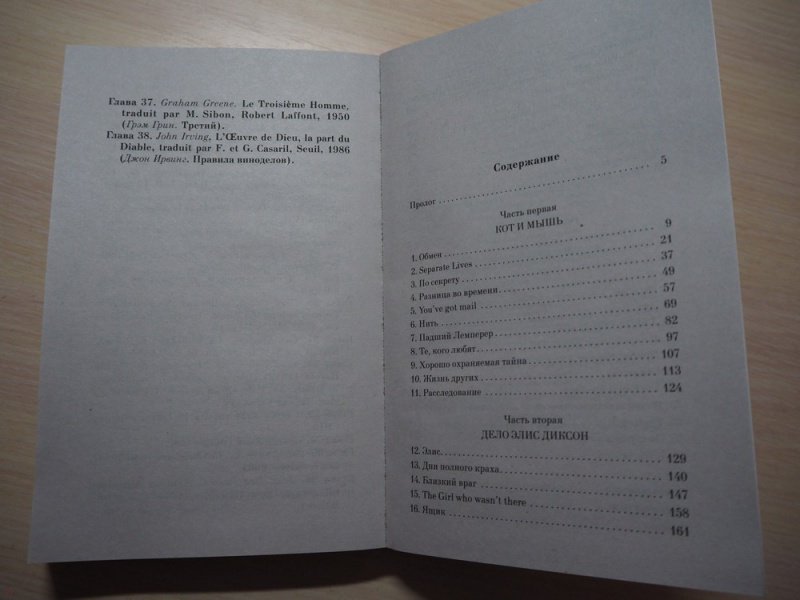 Глава 37. Graham Greene. Le Troisième Homme,
traduit par M. Sibon, Robert Laffont, 1950
(Грэм Грин. Третий).
Глава 38. John Irving, L'Œuvre de Dieu, la part du
Diable, traduit par F. et G. Casaril, Seuil, 1986
(Джон Ирвинг. Правила виноделов).
Содержание
Пролог 5
Часть первая
КОТ И МЫШЬ
1. Обмен 9
2. Separate Lives 21
3. По секрету 37
4. Разница во времени 49
5. You've got mail 57
6. Нить 69
7. Падший Лемперер 82
8. Те, кого любят 97
9. Хорошо охраняемая тайна 107
10. Жизнь других 113
11. Расследование 124
Часть вторая
ДЕЛО ЭЛИС ДИКСОН
12. Элис 129
13. Дни полного краха 140
14. Близкий враг 147
15. The Girl who wasn't there 158
16. Ящик 161